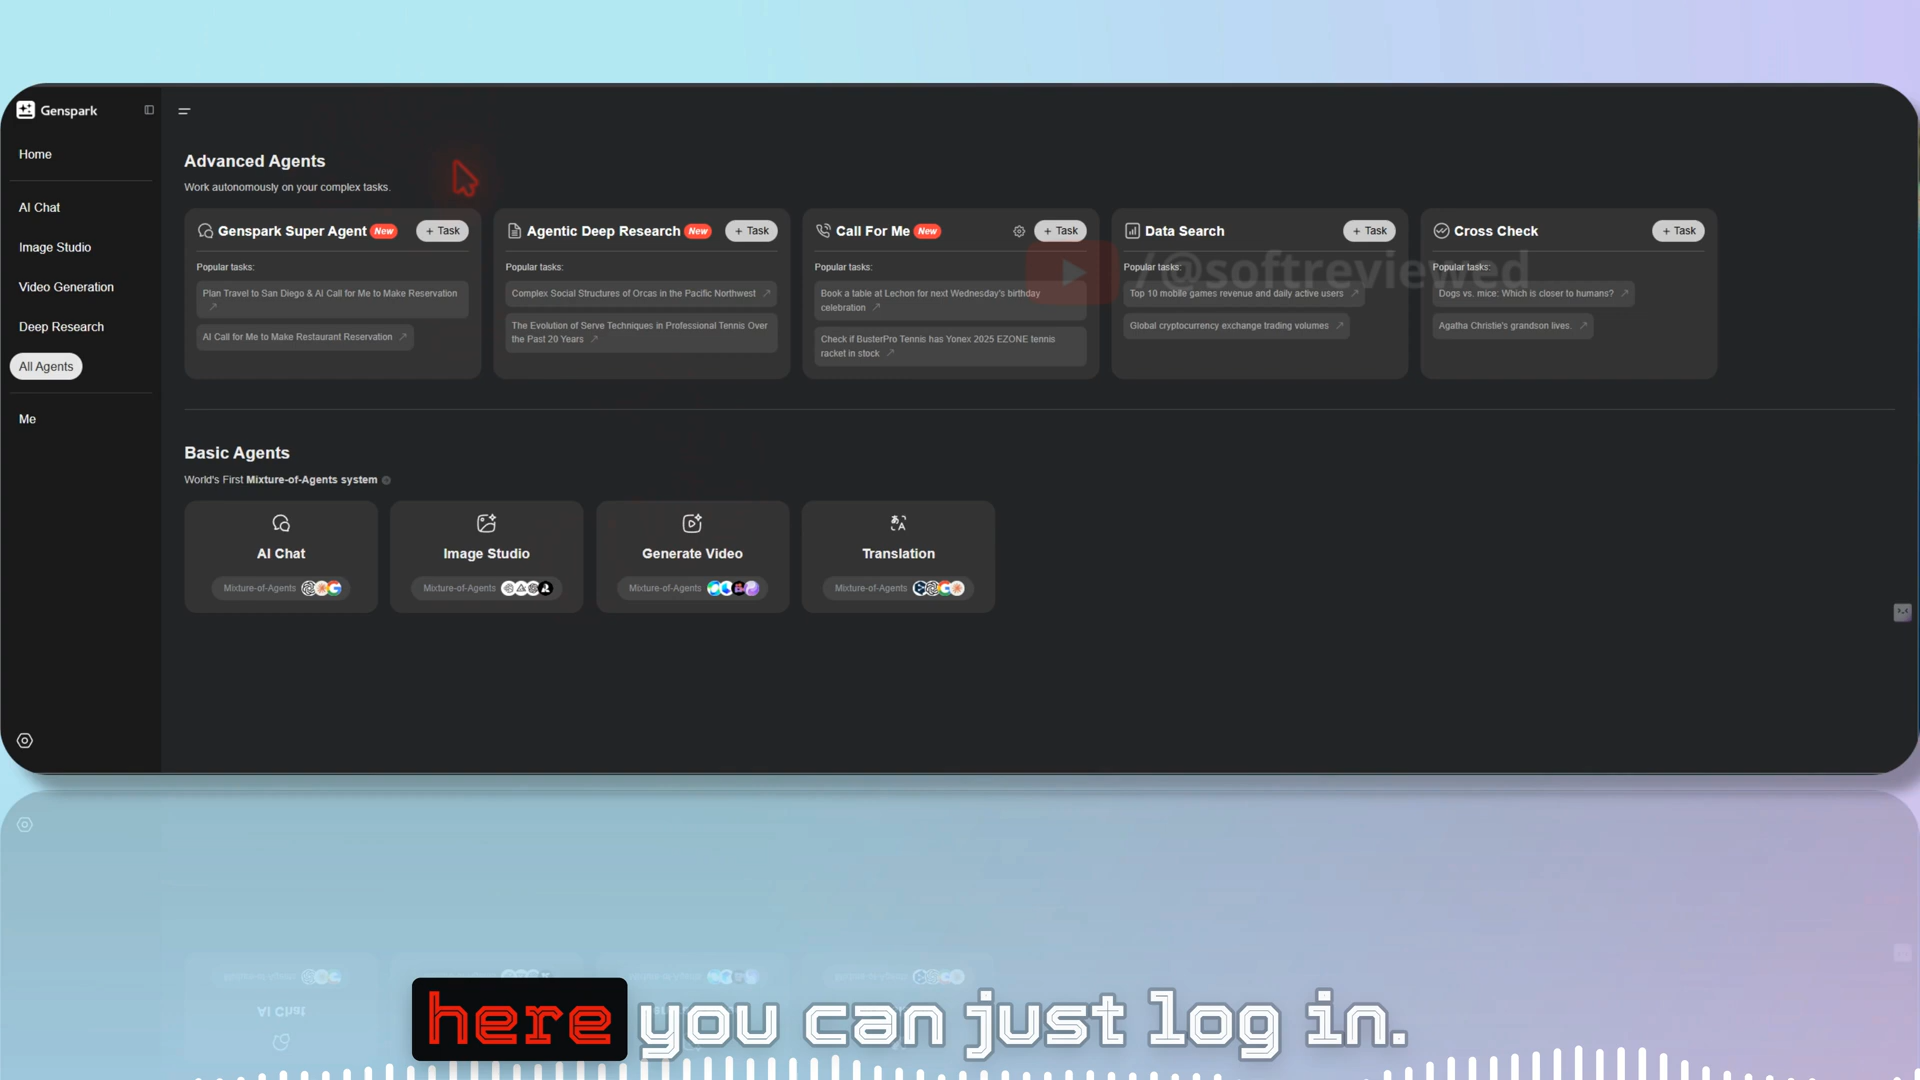 Genspark
Home
AI Chat
Image Studio
Video Generation
Deep Research
All Agents
Me
Advanced Agents
Work autonomously on your complex tasks.
Genspark Super Agent New + Task
Popular tasks:
Plan Travel to San Diego & AI Call for Me to Make Reservation
AI Call for Me to Make Restaurant Reservation
Agentic Deep Research New + Task
Popular tasks:
Complex Social Structures of Orcas in the Pacific Northwest
The Evolution of Serve Techniques in Professional Tennis Over
the Past 20 Years
Call For Me New + Task
Popular tasks:
Book a table at Lechon for next Wednesday's birthday
celebration
Check if BusterPro Tennis has Yonex 2025 EZONE tennis
racket in stock
Data Search + Task
Popular tasks:
Top 10 mobile games revenue and daily active users
Global cryptocurrency exchange trading volumes
Cross Check + Task
Popular tasks:
Dogs vs. mice: Which is closer to humans?
Agatha Christie's grandson lives.
/@softreviewed
Basic Agents
World's First Mixture-of-Agents system
AI Chat
Mixture-of-Agents
Image Studio
Mixture-of-Agents
Generate Video
Mixture-of-Agents
Translation
Mixture-of-Agents
here you can just log in.